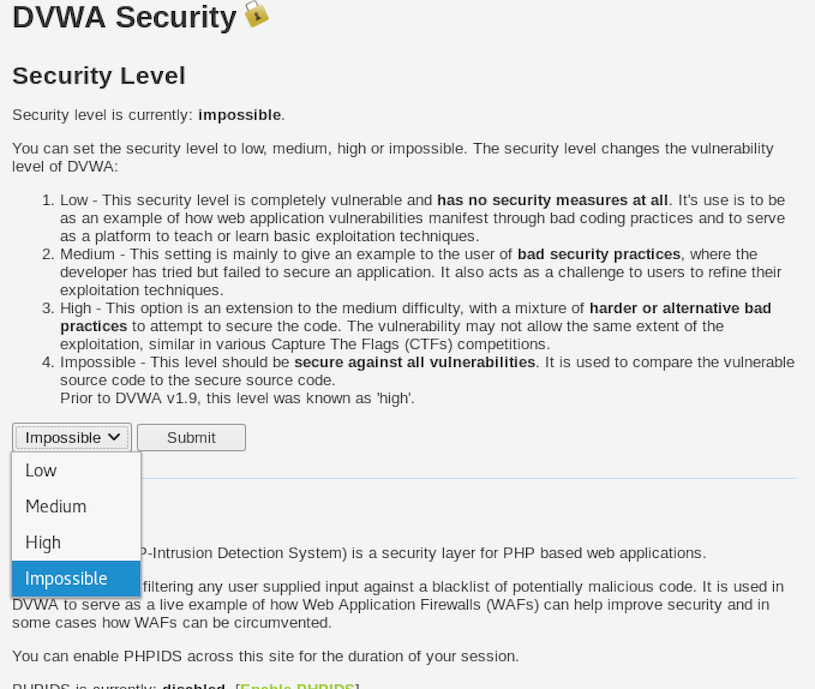 DVWA Security
Security Level
Security level is currently: impossible.
You can set the security level to low, medium, high or impossible. The security level changes the vulnerability
level of DVWA:
1. Low - This security level is completely vulnerable and has no security measures at all. It's use is to be
as an example of how web application vulnerabilities manifest through bad coding practices and to serve
as a platform to teach or learn basic exploitation techniques.
2. Medium - This setting is mainly to give an example to the user of bad security practices, where the
developer has tried but failed to secure an application. It also acts as a challenge to users to refine their
exploitation techniques.
3. High - This option is an extension to the medium difficulty, with a mixture of harder or alternative bad
practices to attempt to secure the code. The vulnerability may not allow the same extent of the
exploitation, similar in various Capture The Flags (CTFs) competitions.
4. Impossible - This level should be secure against all vulnerabilities. It is used to compare the vulnerable
source code to the secure source code.
Prior to DVWA v1.9, this level was known as 'high'.
Impossible Submit
Low
Medium
High
Impossible
P-Intrusion Detection System) is a security layer for PHP based web applications.
filtering any user supplied input against a blacklist of potentially malicious code. It is used in
DVWA to serve as a live example of how Web Application Firewalls (WAFs) can help improve security and in
some cases how WAFs can be circumvented.
You can enable PHPIDS across this site for the duration of your session.
PHPIDS is currently: disabled. [Enable PHPIDS]